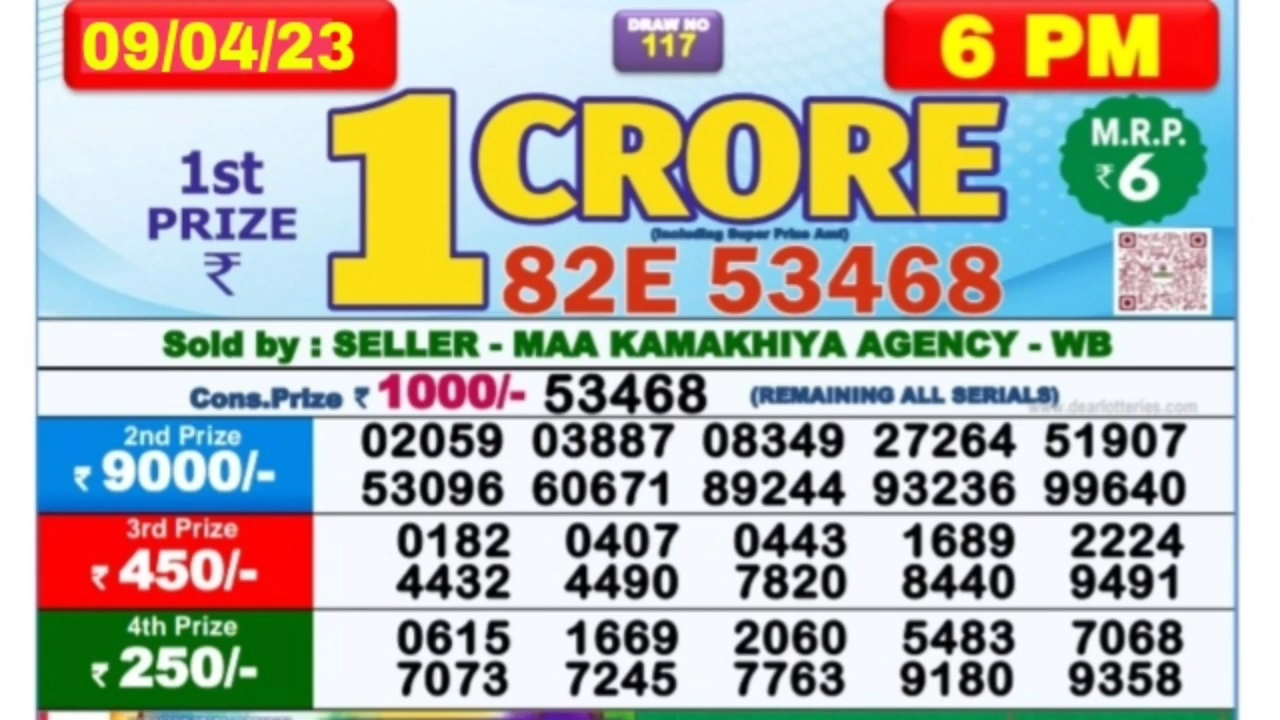 09/04/23
DRAW NO
117
6 PM
1st
PRIZE
₹
1 CRORE
(Including Super Prize Amt)
82E 53468
M.R.P.
₹6
Sold by : SELLER - MAA KAMAKHIYA AGENCY - WB
Cons.Prize ₹ 1000/- 53468 (REMAINING ALL SERIALS)
www.dearlotteries.com
2nd Prize
₹ 9000/-
02059 03887 08349 27264 51907
53096 60671 89244 93236 99640
3rd Prize
₹ 450/-
0182 0407 0443 1689 2224
4432 4490 7820 8440 9491
4th Prize
₹ 250/-
0615 1669 2060 5483 7068
7073 7245 7763 9180 9358